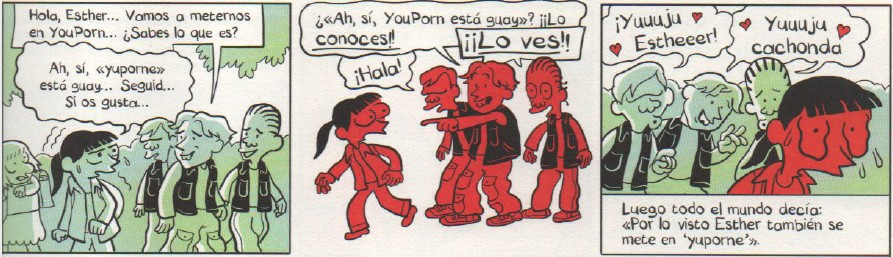 Hola, Esther... Vamos a meternos
en YouPorn... ¿Sabes lo que es?
Ah, sí, «yuporne»
está guay... Seguid...
Si os gusta...
¿«Ah, sí, YouPorn está guay»? ¡¡Lo
conoces!!
¡¡Lo ves!!
¡Hala!
¡Yuuuju
Estheeer!
Yuuuju
cachonda
Luego todo el mundo decía:
«Por lo visto Esther también se
mete en ‘yuporne’».